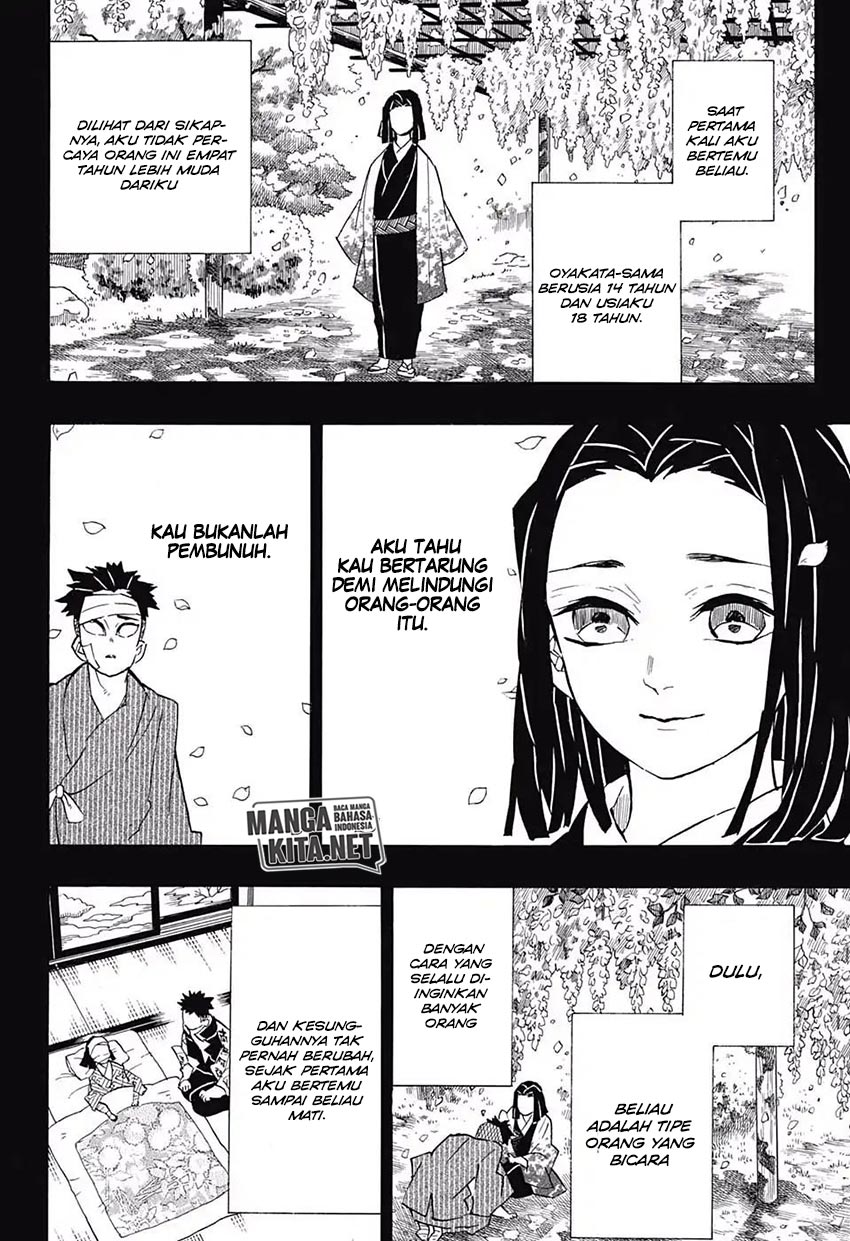 SAAT
PERTAMA
KALI AKU
BERTEMU
BELIAU.
OYAKATA-SAMA
BERUSIA 14 TAHUN
DAN USIAKU
18 TAHUN.
DILIHAT DARI SIKAP-
NYA, AKU TIDAK PER-
CAYA ORANG INI EMPAT
TAHUN LEBIH MUDA
DARIKU
AKU TAHU
KAU BERTARUNG
DEMI MELINDUNGI
ORANG-ORANG
ITU.
KAU BUKANLAH
PEMBUNUH.
MANGA
KITA.NET
BACA MANGA
BAHASA
INDONESIA
DULU,
BELIAU
ADALAH TIPE
ORANG YANG
BICARA
DENGAN
CARA YANG
SELALU DI-
INGINKAN
BANYAK
ORANG
DAN KESUNG-
GUHANNYA TAK
PERNAH BERUBAH,
SEJAK PERTAMA
AKU BERTEMU
SAMPAI BELIAU
MATI.